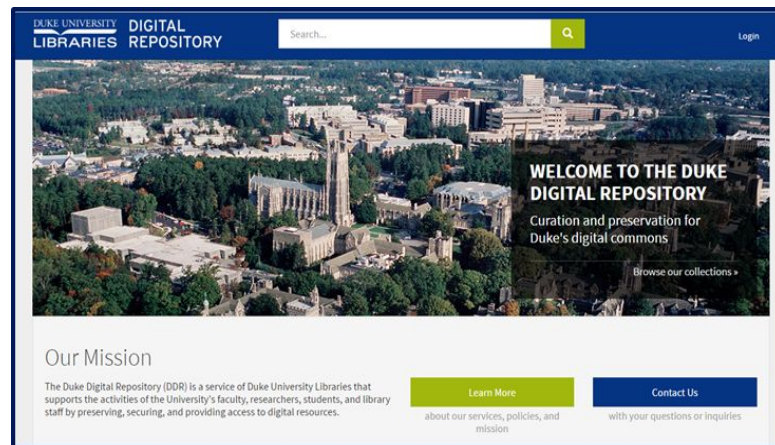 DUKE UNIVERSITY
LIBRARIES
DIGITAL
REPOSITORY
Search...
Login
WELCOME TO THE DUKE
DIGITAL REPOSITORY
Curation and preservation for
Duke's digital commons
Browse our collections »
Our Mission
The Duke Digital Repository (DDR) is a service of Duke University Libraries that
supports the activities of the University's faculty, researchers, students, and library
staff by preserving, securing, and providing access to digital resources.
Learn More
about our services, policies, and
mission
Contact Us
with your questions or inquiries